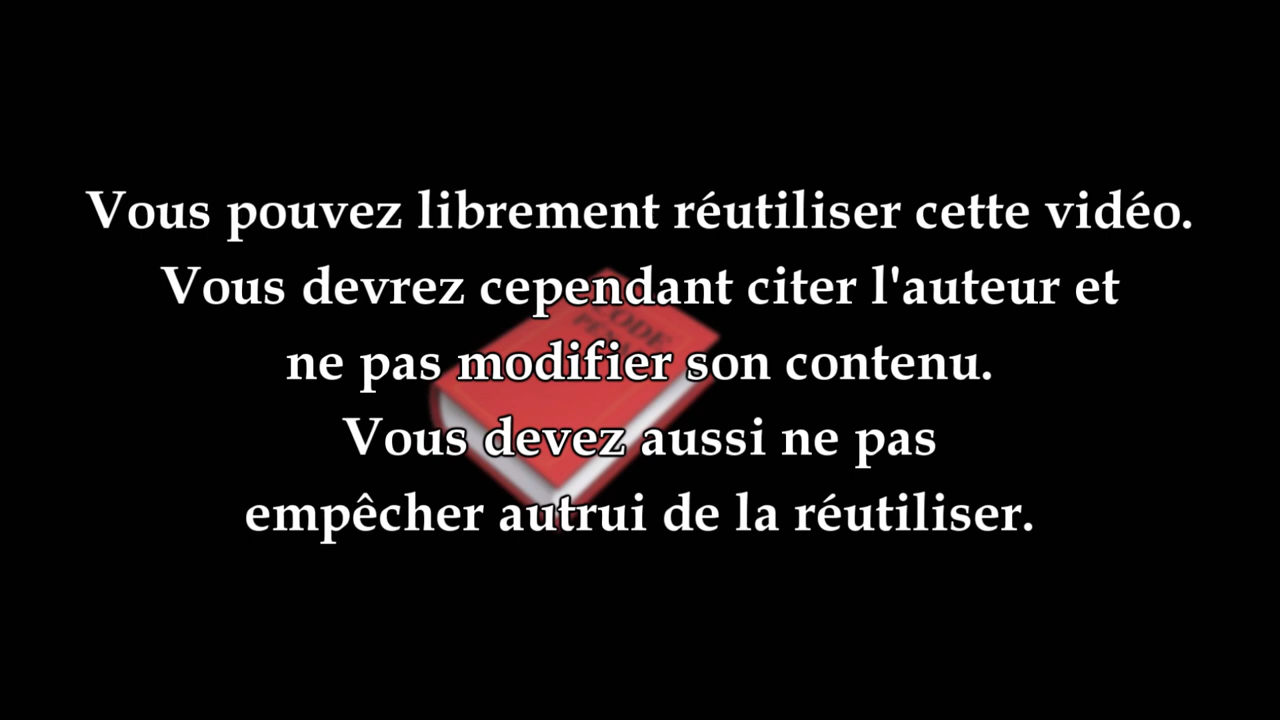 Vous pouvez librement réutiliser cette vidéo.
Vous devrez cependant citer l'auteur et
ne pas modifier son contenu.
Vous devez aussi ne pas
empêcher autrui de la réutiliser.
CODE